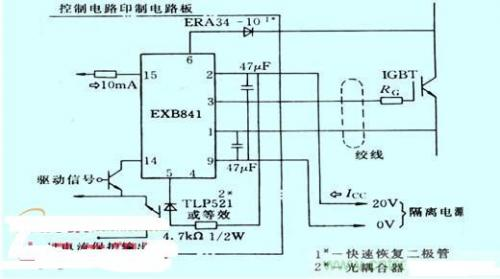 控制电路印制电路板
ERA34-10 1*
6
15
⇨10mA
2
47μF
IGBT
3
RG
EXB841
1
绞线
14
9
47μF
5 4
驱动信号
2*
TLP521
或等效
ICC
20V
隔离电源
0V
4.7kΩ 1/2W
1*—快速恢复二极管
2*—光耦合器